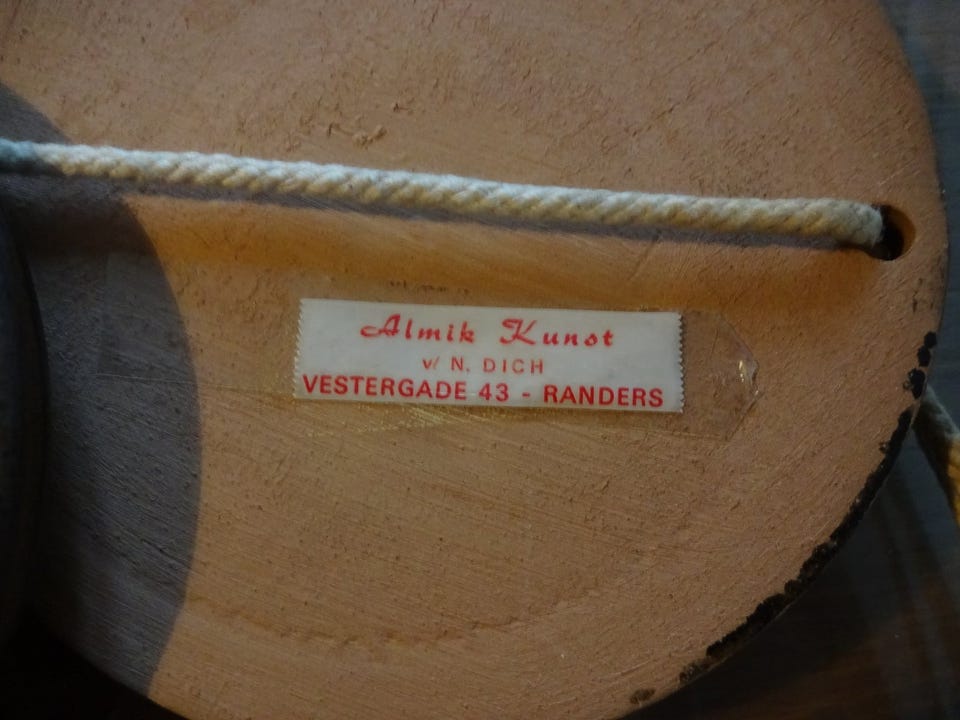 Almik Kunst
v/ N. DICH
VESTERGADE 43 - RANDERS